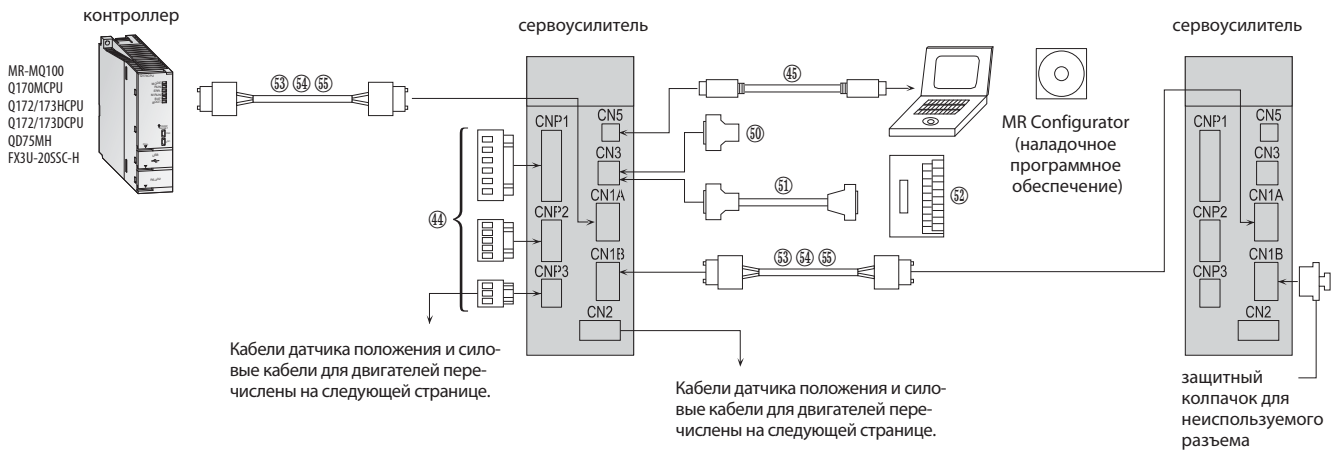 контроллер
MR-MQ100
Q170MCPU
Q172/173HCPU
Q172/173DCPU
QD75MH
FX3U-20SSC-H
53 54 55
44
сервоусилитель
CNP1
CNP2
CNP3
CN5
CN3
CN1A
CN1B
CN2
45
50
51
52
53 54 55
MR Configurator
(наладочное
программное
обеспечение)
сервоусилитель
CNP1
CNP2
CNP3
CN5
CN3
CN1A
CN1B
CN2
Кабели датчика положения и сило-
вые кабели для двигателей пере-
числены на следующей странице.
Кабели датчика положения и сило-
вые кабели для двигателей пере-
числены на следующей странице.
защитный
колпачок для
неиспользуемого
разъема